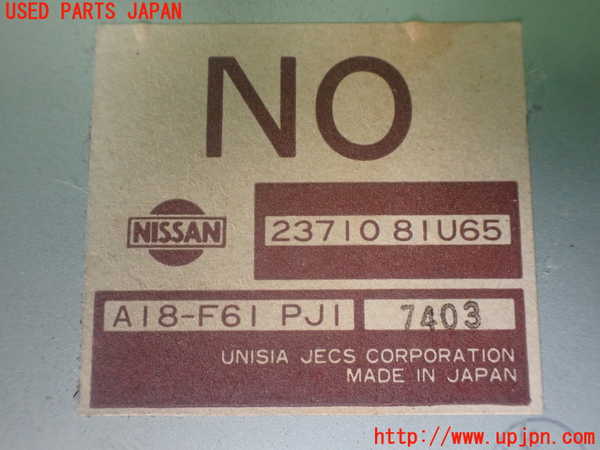 USED PARTS JAPAN
NO
NISSAN
23710 81U65
A18-F61 PJ1
7403
UNISIA JECS CORPORATION
MADE IN JAPAN
http://www.upjpn.com